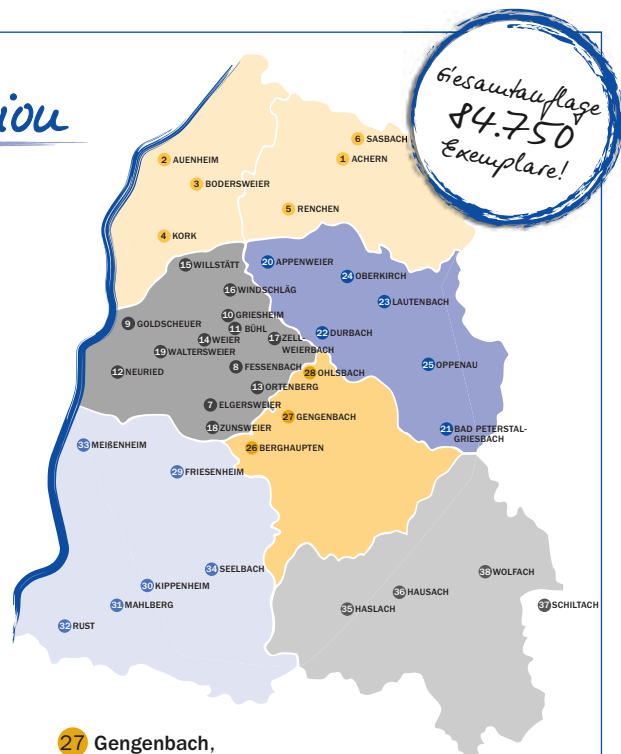 Gesamtauflage
84.750
Exemplare!
6 SASBACH
2 AUENHEIM
1 ACHERN
3 BODERSWEIER
5 RENCHEN
4 KORK
15 WILLSTÄTT
20 APPENWEIER
24 OBERKIRCH
16 WINDSCHLÄG
23 LAUTENBACH
10 GRIESHEIM
9 GOLDSCHEUER
11 BÜHL
22 DURBACH
14 WEIER
17 ZELL-
WEIERBACH
19 WALTERSWEIER
25 OPPENAU
8 FESSENBACH
12 NEURIED
28 OHLSBACH
13 ORTENBERG
7 ELGERSWEIER
27 GENGENBACH
18 ZUNSWEIER
21 BAD PETERSTAL-
GRIESBACH
33 MEIßENHEIM
26 BERGHAUPTEN
29 FRIESENHEIM
34 SEELBACH
38 WOLFACH
30 KIPPENHEIM
36 HAUSACH
31 MAHLBERG
35 HASLACH
37 SCHILTACH
32 RUST
27 Gengenbach,